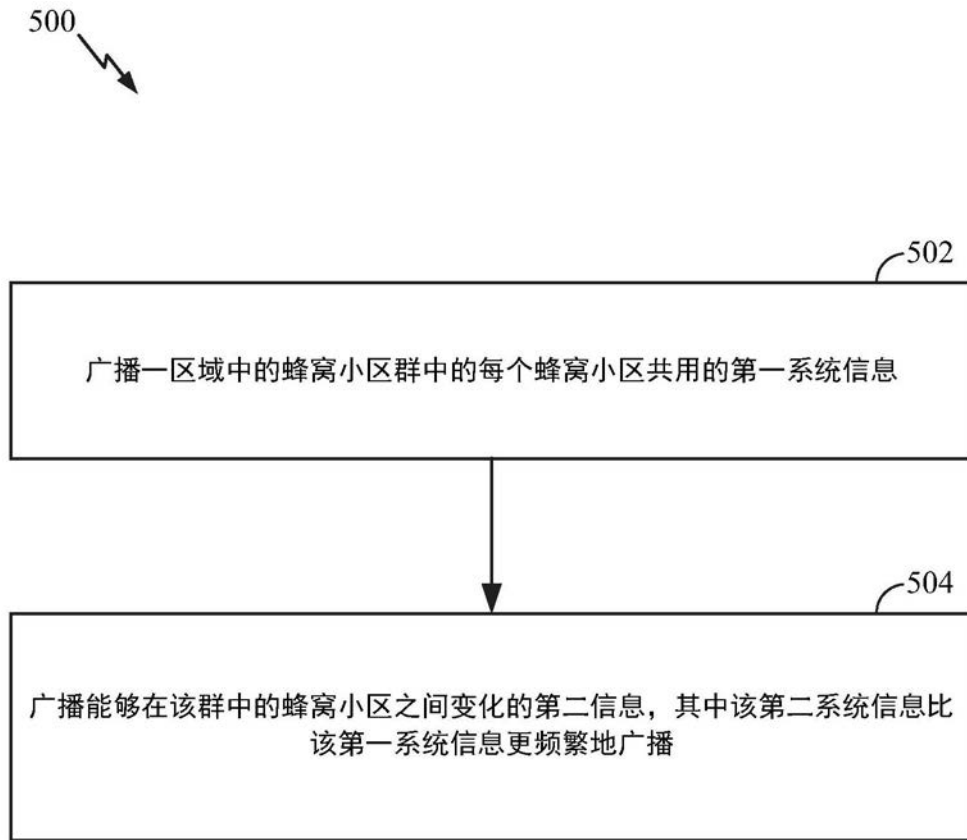 500
502
广播一区域中的蜂窝小区群中的每个蜂窝小区共用的第一系统信息
504
广播能够在该群中的蜂窝小区之间变化的第二信息，其中该第二系统信息比
该第一系统信息更频繁地广播